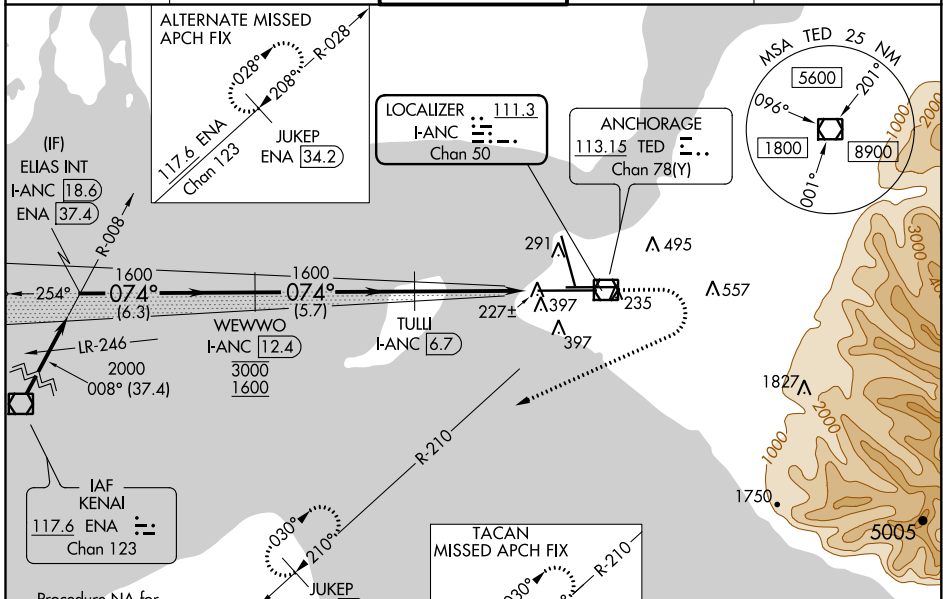 ALTERNATE MISSED
APCH FIX
R-028
028°
208°
117.6 ENA
Chan 123
JUKEP
ENA 34.2
LOCALIZER 111.3
I-ANC
Chan 50
ANCHORAGE
113.15 TED
Chan 78(Y)
MSA TED 25 NM
5600
096°
201°
1800
8900
001°
1000
2000
3000
(IF)
ELIAS INT
I-ANC 18.6
ENA 37.4
R-008
254°
1600
074°
(6.3)
1600
074°
(5.7)
WEWWO
I-ANC 12.4
3000
1600
TULLI
I-ANC 6.7
LR-246
2000
008° (37.4)
291
495
227±
397
397
235
557
1827
2000
1000
1750
5005
R-210
IAF
KENAI
117.6 ENA
Chan 123
030°
210°
JUKEP
TACAN
MISSED APCH FIX
R-210
030°
Procedure NA for